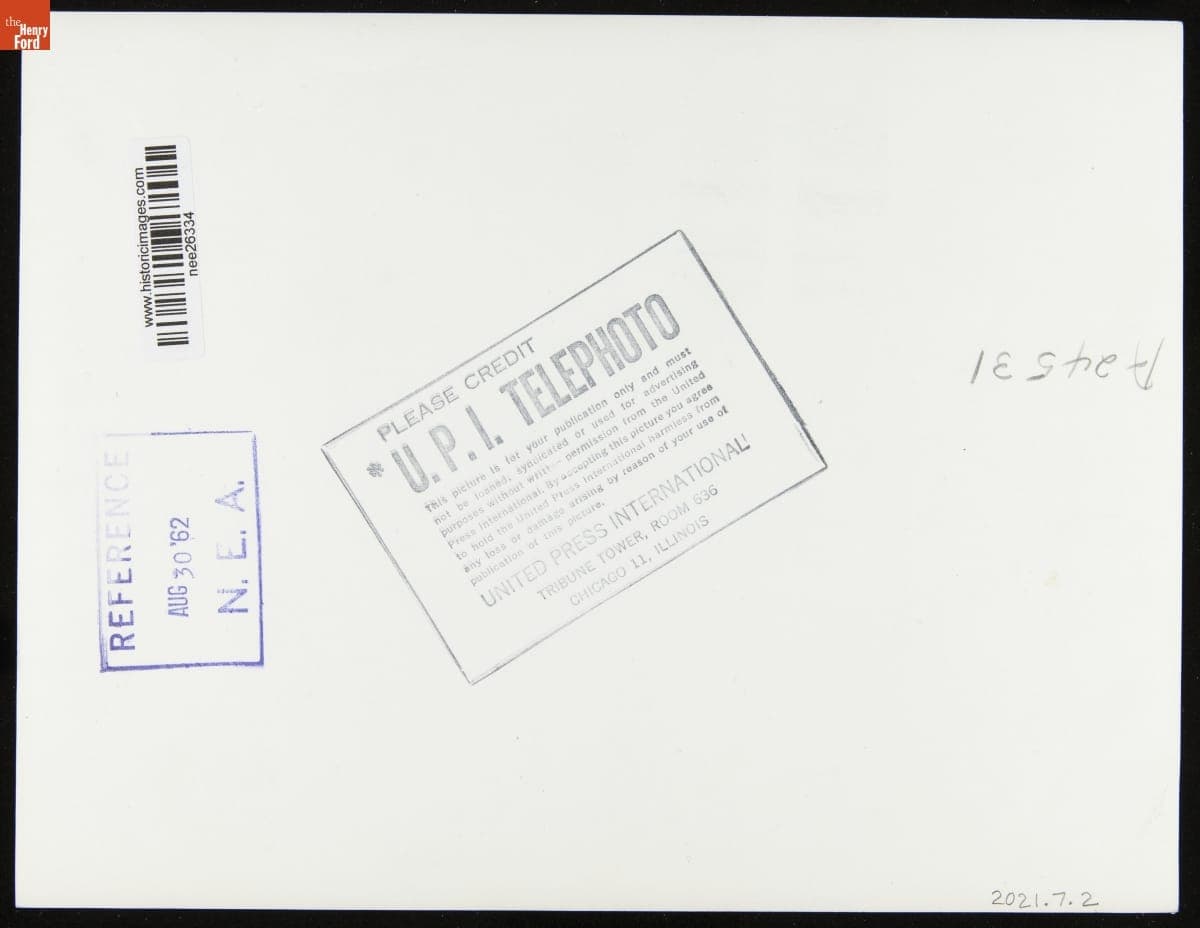 the
Henry
Ford
www.historicimages.com
nee26334
REFERENCE
AUG 30 '62
N. E. A.
PLEASE CREDIT
* U. P. I. TELEPHOTO
This picture is for your publication only and must
not be loaned, syndicated or used for advertising
purposes without permission from the United
Press International. By accepting this picture you agree
to hold the United Press International harmless from
any loss or damage arising by reason of your use of
publication of this picture.
UNITED PRESS INTERNATIONAL
TRIBUNE TOWER, ROOM 636
CHICAGO 11, ILLINOIS
A24531
2021.7.2